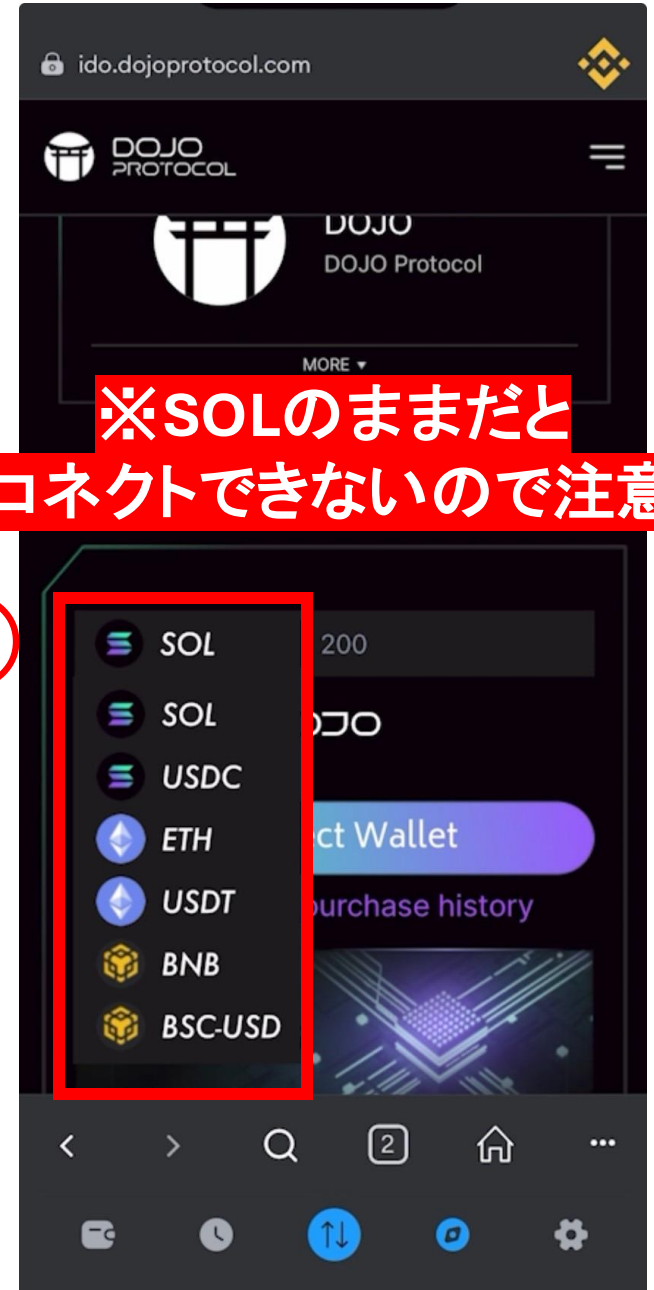 ido.dojoprotocol.com
DOJO
PROTOCOL
DOJO
DOJO Protocol
MORE ▼
※SOLのままだと
コネクトできないので注意
SOL 200
SOL
USDC
ETH
ct Wallet
USDT
purchase history
BNB
BSC-USD
2